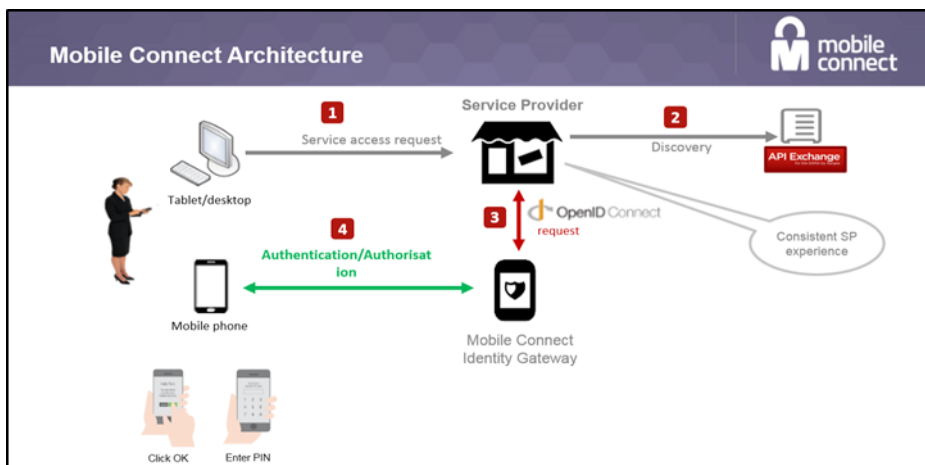 Mobile Connect Architecture
mobile
connect
1
Service access request
Service Provider
2
Discovery
API Exchange
Tablet/desktop
3
OpenID Connect
request
4
Authentication/Authorisat
ion
Consistent SP
experience
Mobile phone
Mobile Connect
Identity Gateway
Click OK
Enter PIN